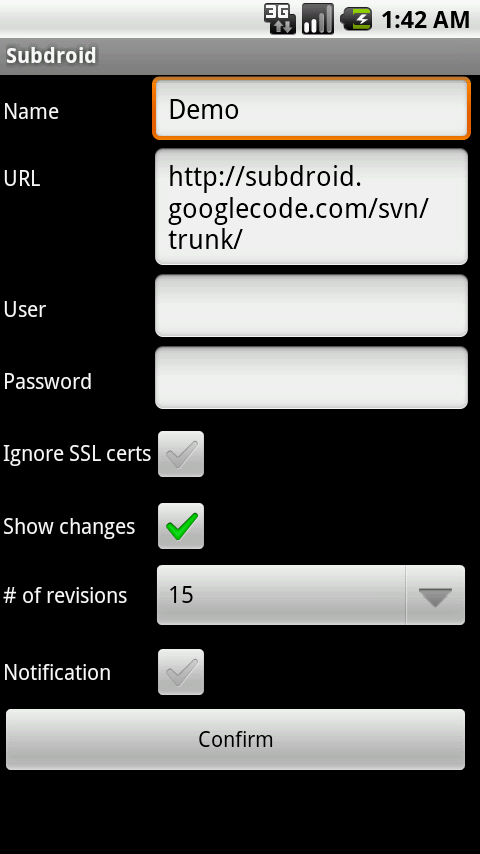 3G 1:42 AM
Subdroid
Name Demo
URL http://subdroid.
googlecode.com/svn/
trunk/
User
Password
Ignore SSL certs
Show changes
# of revisions 15
Notification
Confirm